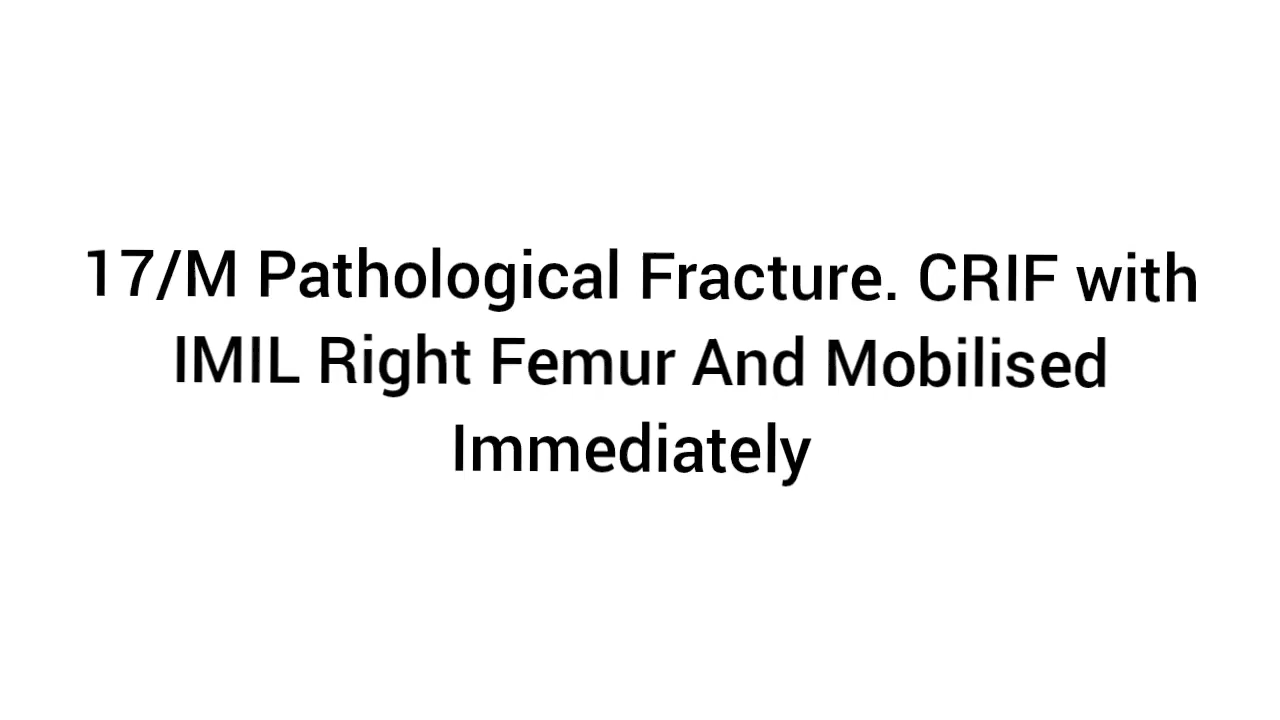 17/M Pathological Fracture. CRIF with
IMIL Right Femur And Mobilised
Immediately